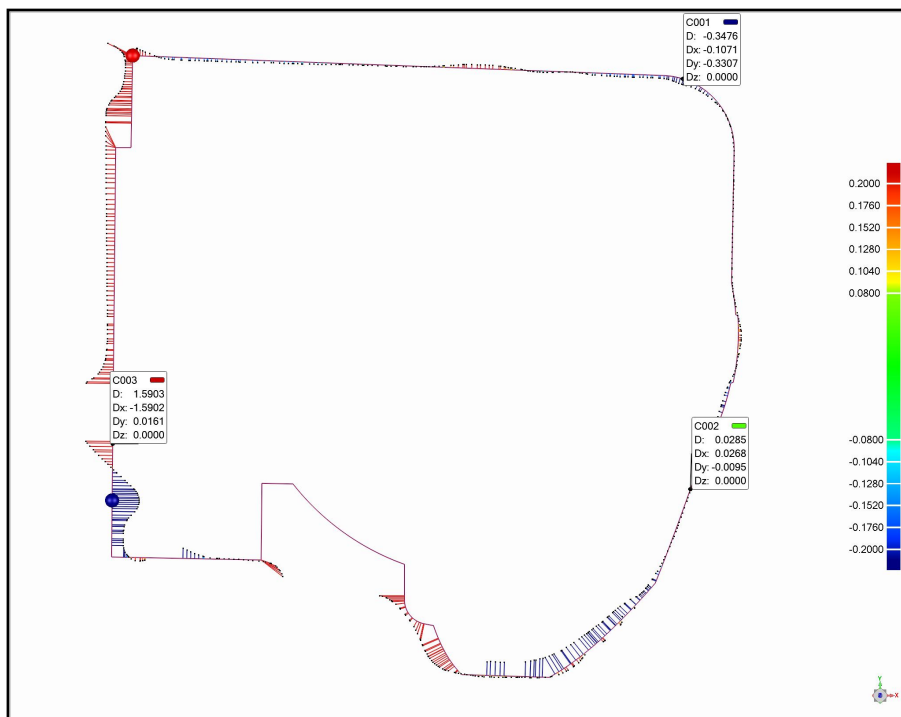 C001
D: -0.3476
Dx: -0.1071
Dy: -0.3307
Dz: 0.0000
0.2000
0.1760
0.1520
0.1280
0.1040
0.0800
C003
D: 1.5903
Dx: -1.5902
Dy: 0.0161
Dz: 0.0000
C002
D: 0.0285
Dx: 0.0268
Dy: -0.0095
Dz: 0.0000
-0.0800
-0.1040
-0.1280
-0.1520
-0.1760
-0.2000
Y
X